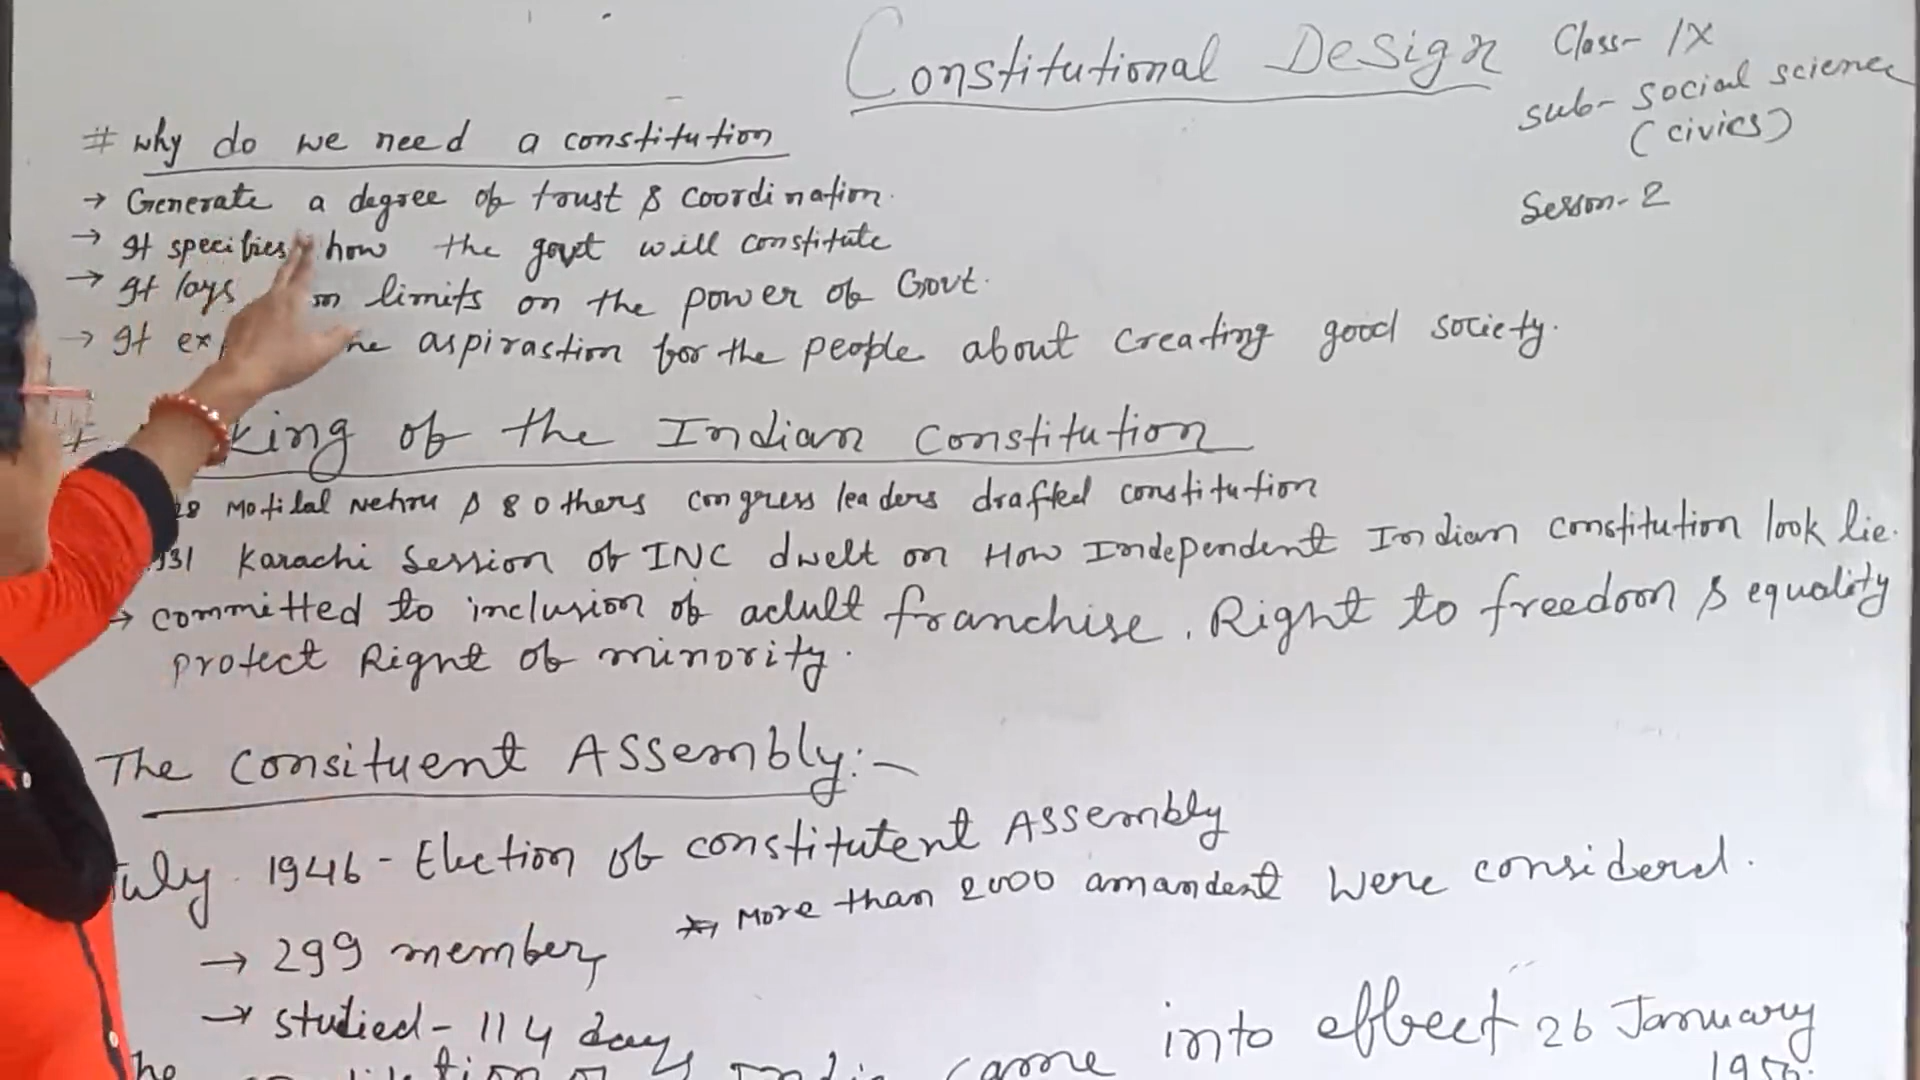 Constitutional Design
Class- IX
Sub- Social science
(civics)
Sesson- 2
# Why do we need a constitution
→ Generate a degree of trust & coordination.
→ It specifies how the govt will constitute
→ It lays limits on the power of Govt.
→ It aspirastion for the people about creating good society.
of the Indian Constitution
Motilal Nehru & 8 others congress leaders drafted constitution
Karachi Session of INC dwelt on How Independent Indian constitution look lie.
→ committed to inclusion of adult franchise. Right to freedom & equality
protect Right of minority.
The Consituent Assembly:-
1946- Election of constitutent Assembly
* More than 2000 amandent were considered.
→ 299 member,
→ studied- 114 days
came into effect 26 January